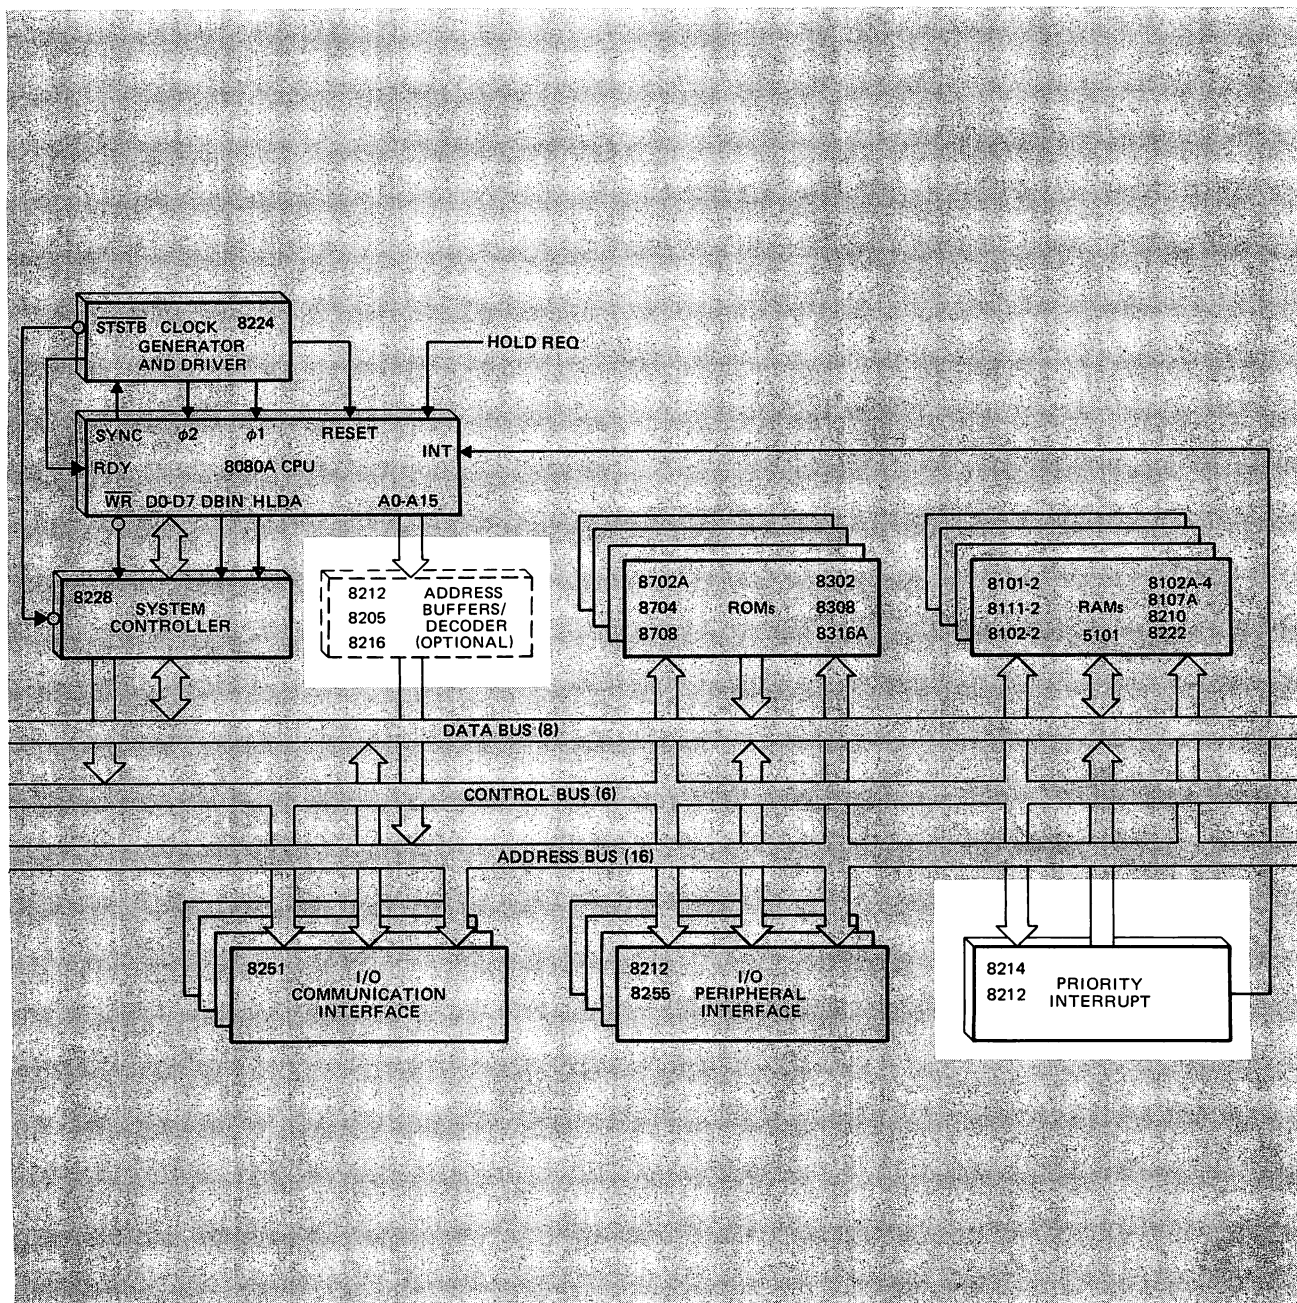 STSTB CLOCK 8224
GENERATOR
AND DRIVER
HOLD REQ
SYNC φ2 φ1 RESET
INT
RDY 8080A CPU
WR D0-D7 DBIN HLDA A0-A15
8228
SYSTEM
CONTROLLER
8212 ADDRESS
BUFFERS/
8205 DECODER
8216 (OPTIONAL)
8702A 8302
8704 ROMs 8308
8708 8316A
8101-2 8102A-4
8107A
8111-2 RAMs
8210
8102-2 5101 8222
DATA BUS (8)
CONTROL BUS (6)
ADDRESS BUS (16)
8251 I/O
COMMUNICATION
INTERFACE
8212 I/O
8255 PERIPHERAL
INTERFACE
8214 PRIORITY
8212 INTERRUPT